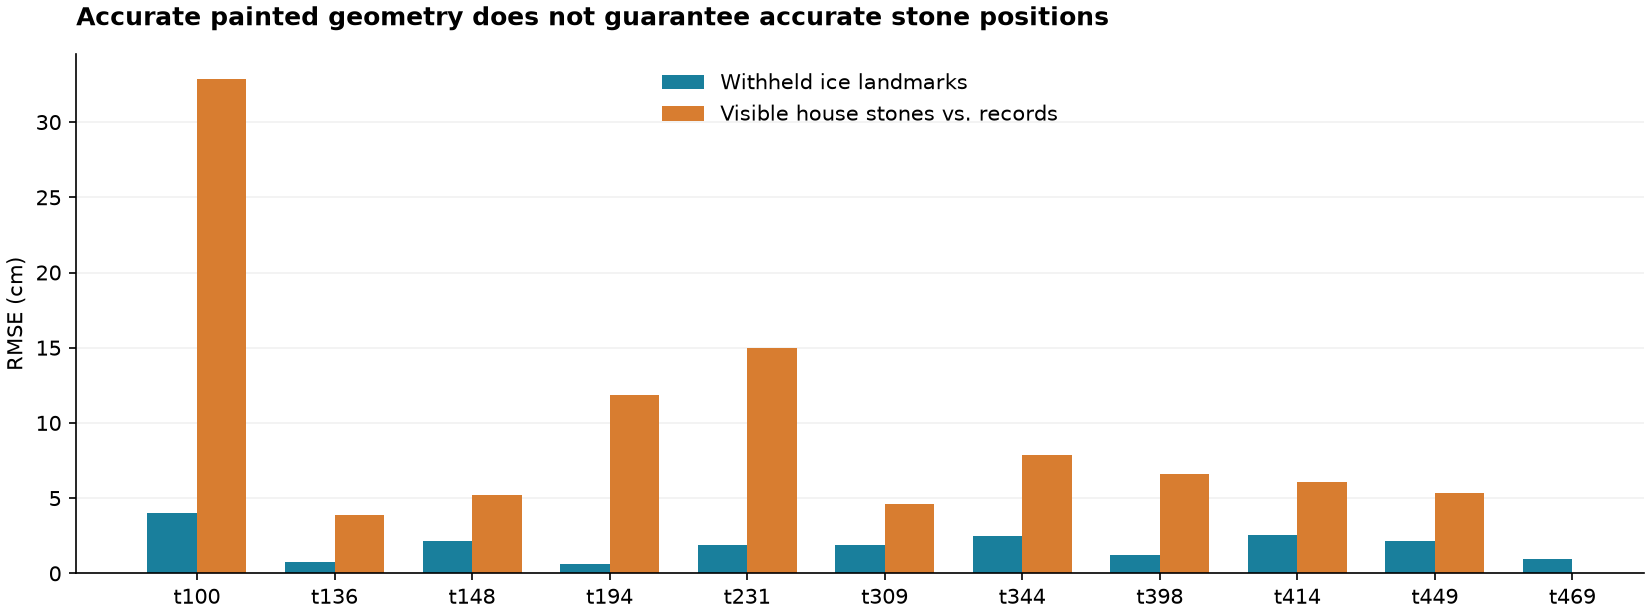 Accurate painted geometry does not guarantee accurate stone positions
Withheld ice landmarks
Visible house stones vs. records
RMSE (cm)
30
25
20
15
10
5
0
t100 t136 t148 t194 t231 t309 t344 t398 t414 t449 t469